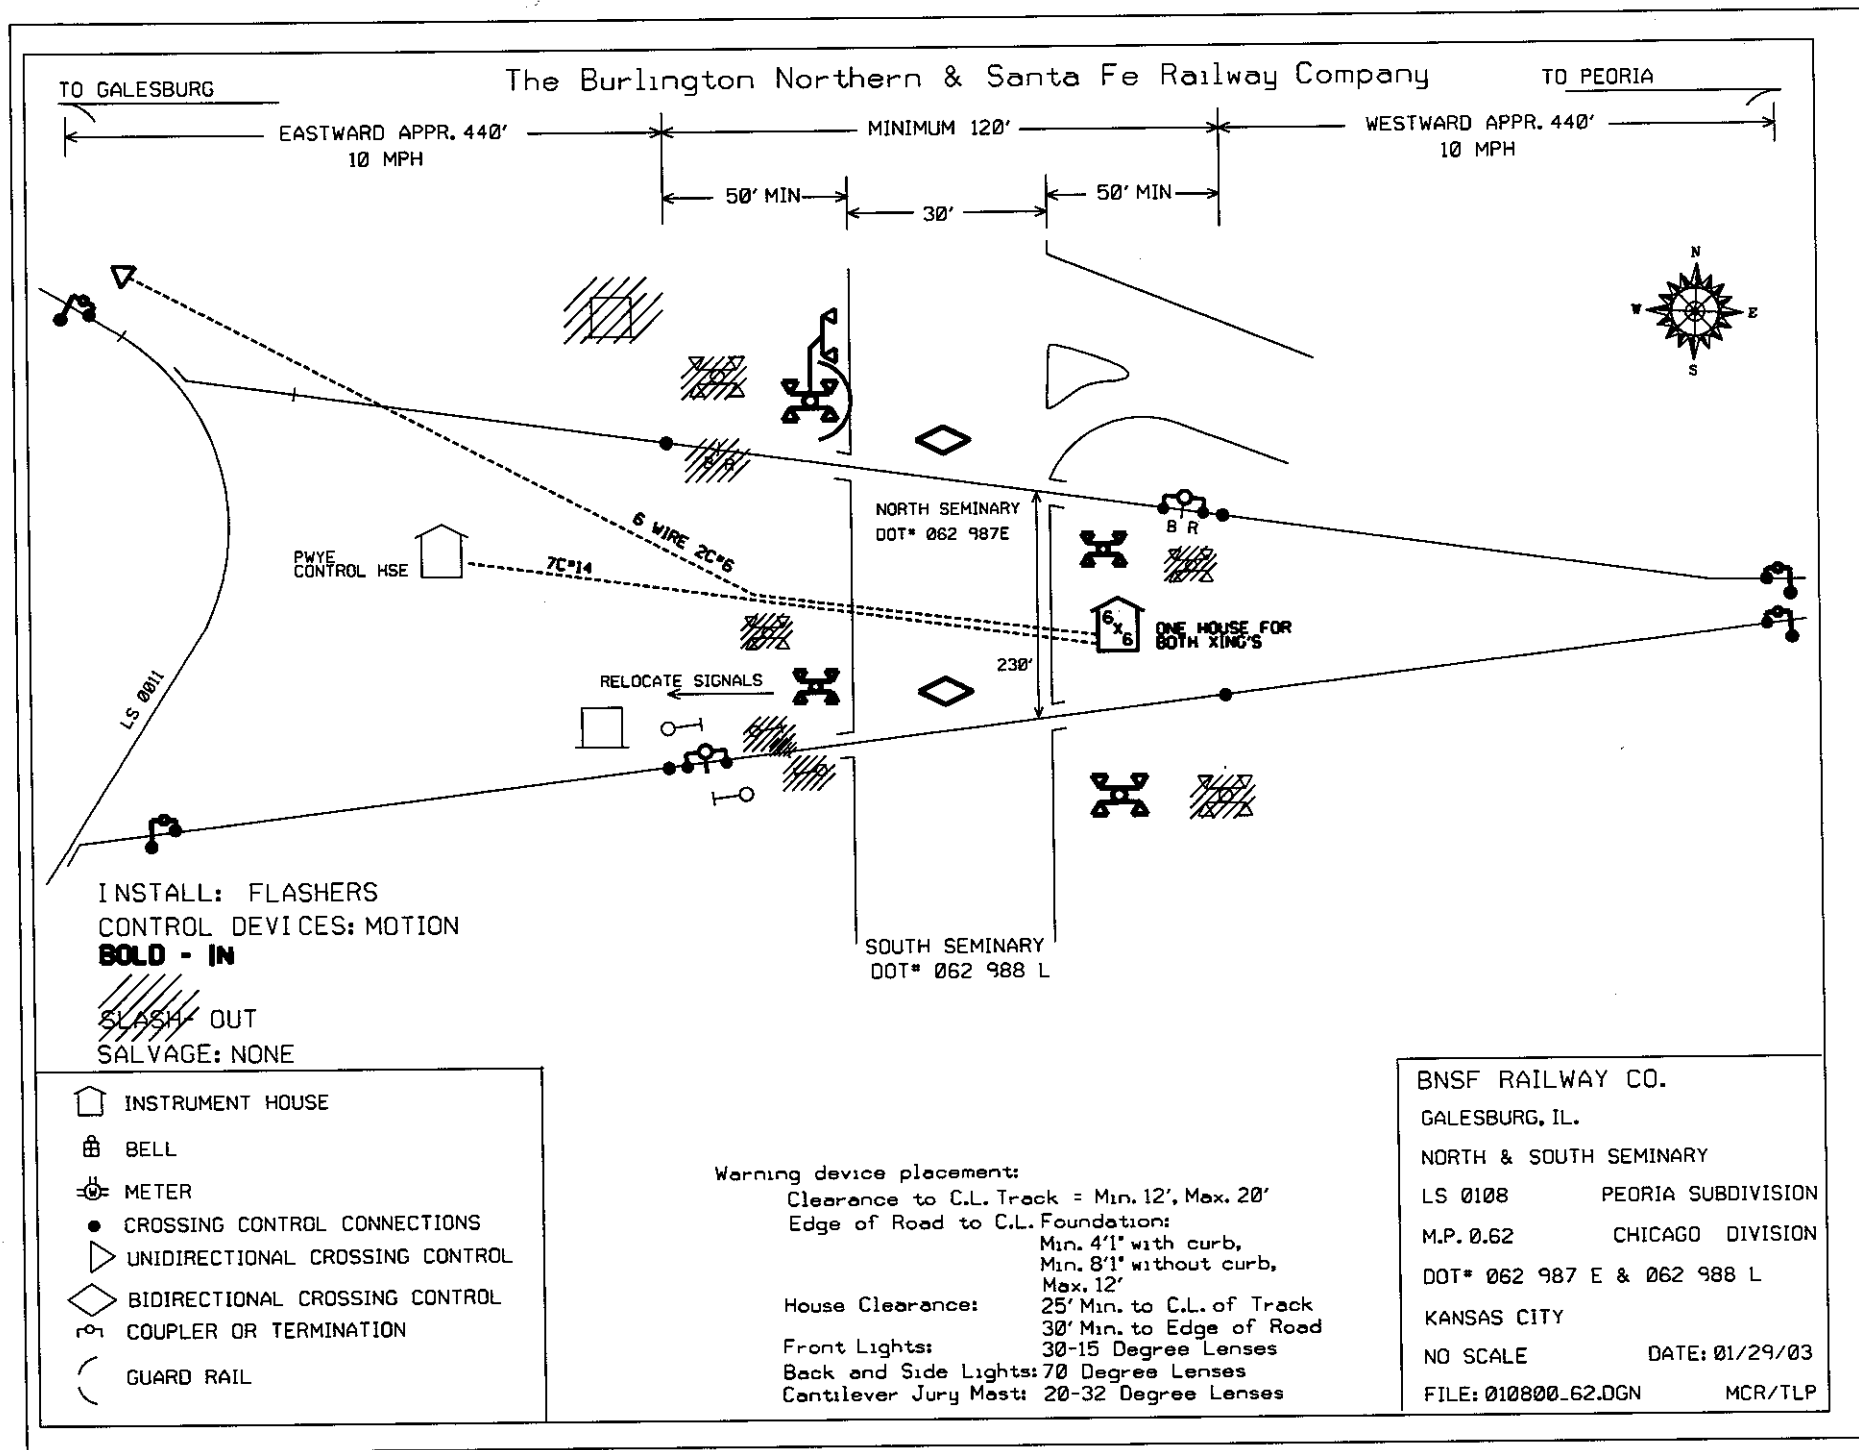 The Burlington Northern & Santa Fe Railway Company
TO GALESBURG
TO PEORIA
EASTWARD APPR. 440'
10 MPH
MINIMUM 120'
WESTWARD APPR. 440'
10 MPH
50' MIN
30'
50' MIN
N
W
E
S
B R
NORTH SEMINARY
DOT# 062 987E
B R
6 WIRE 2C#6
7C#14
PWYE
CONTROL HSE
6 X 6
ONE HOUSE FOR
BOTH XING'S
230'
RELOCATE SIGNALS
LS 0011
SOUTH SEMINARY
DOT# 062 988 L
INSTALL: FLASHERS
CONTROL DEVICES: MOTION
BOLD - IN
SLASH- OUT
SALVAGE: NONE
INSTRUMENT HOUSE
BELL
W METER
CROSSING CONTROL CONNECTIONS
UNIDIRECTIONAL CROSSING CONTROL
BIDIRECTIONAL CROSSING CONTROL
COUPLER OR TERMINATION
GUARD RAIL
Warning device placement:
Clearance to C.L. Track = Min. 12', Max. 20'
Edge of Road to C.L. Foundation:
Min. 4'1" with curb,
Min. 8'1" without curb,
Max. 12'
House Clearance: 25' Min. to C.L. of Track
30' Min. to Edge of Road
Front Lights: 30-15 Degree Lenses
Back and Side Lights: 70 Degree Lenses
Cantilever Jury Mast: 20-32 Degree Lenses
BNSF RAILWAY CO.
GALESBURG, IL.
NORTH & SOUTH SEMINARY
LS 0108 PEORIA SUBDIVISION
M.P. 0.62 CHICAGO DIVISION
DOT# 062 987 E & 062 988 L
KANSAS CITY
NO SCALE DATE: 01/29/03
FILE: 010800_62.DGN MCR/TLP